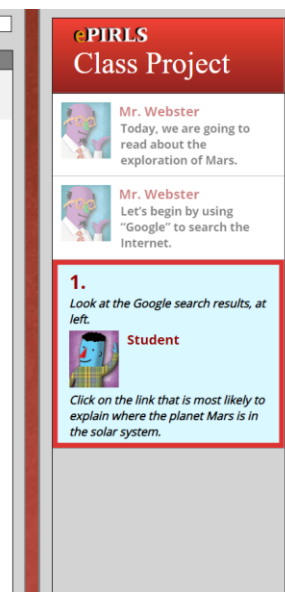 ePIRLS
Class Project
Mr. Webster
Today, we are going to
read about the
exploration of Mars.
Mr. Webster
Let's begin by using
“Google” to search the
Internet.
1.
Look at the Google search results, at
left.
Student
Click on the link that is most likely to
explain where the planet Mars is in
the solar system.